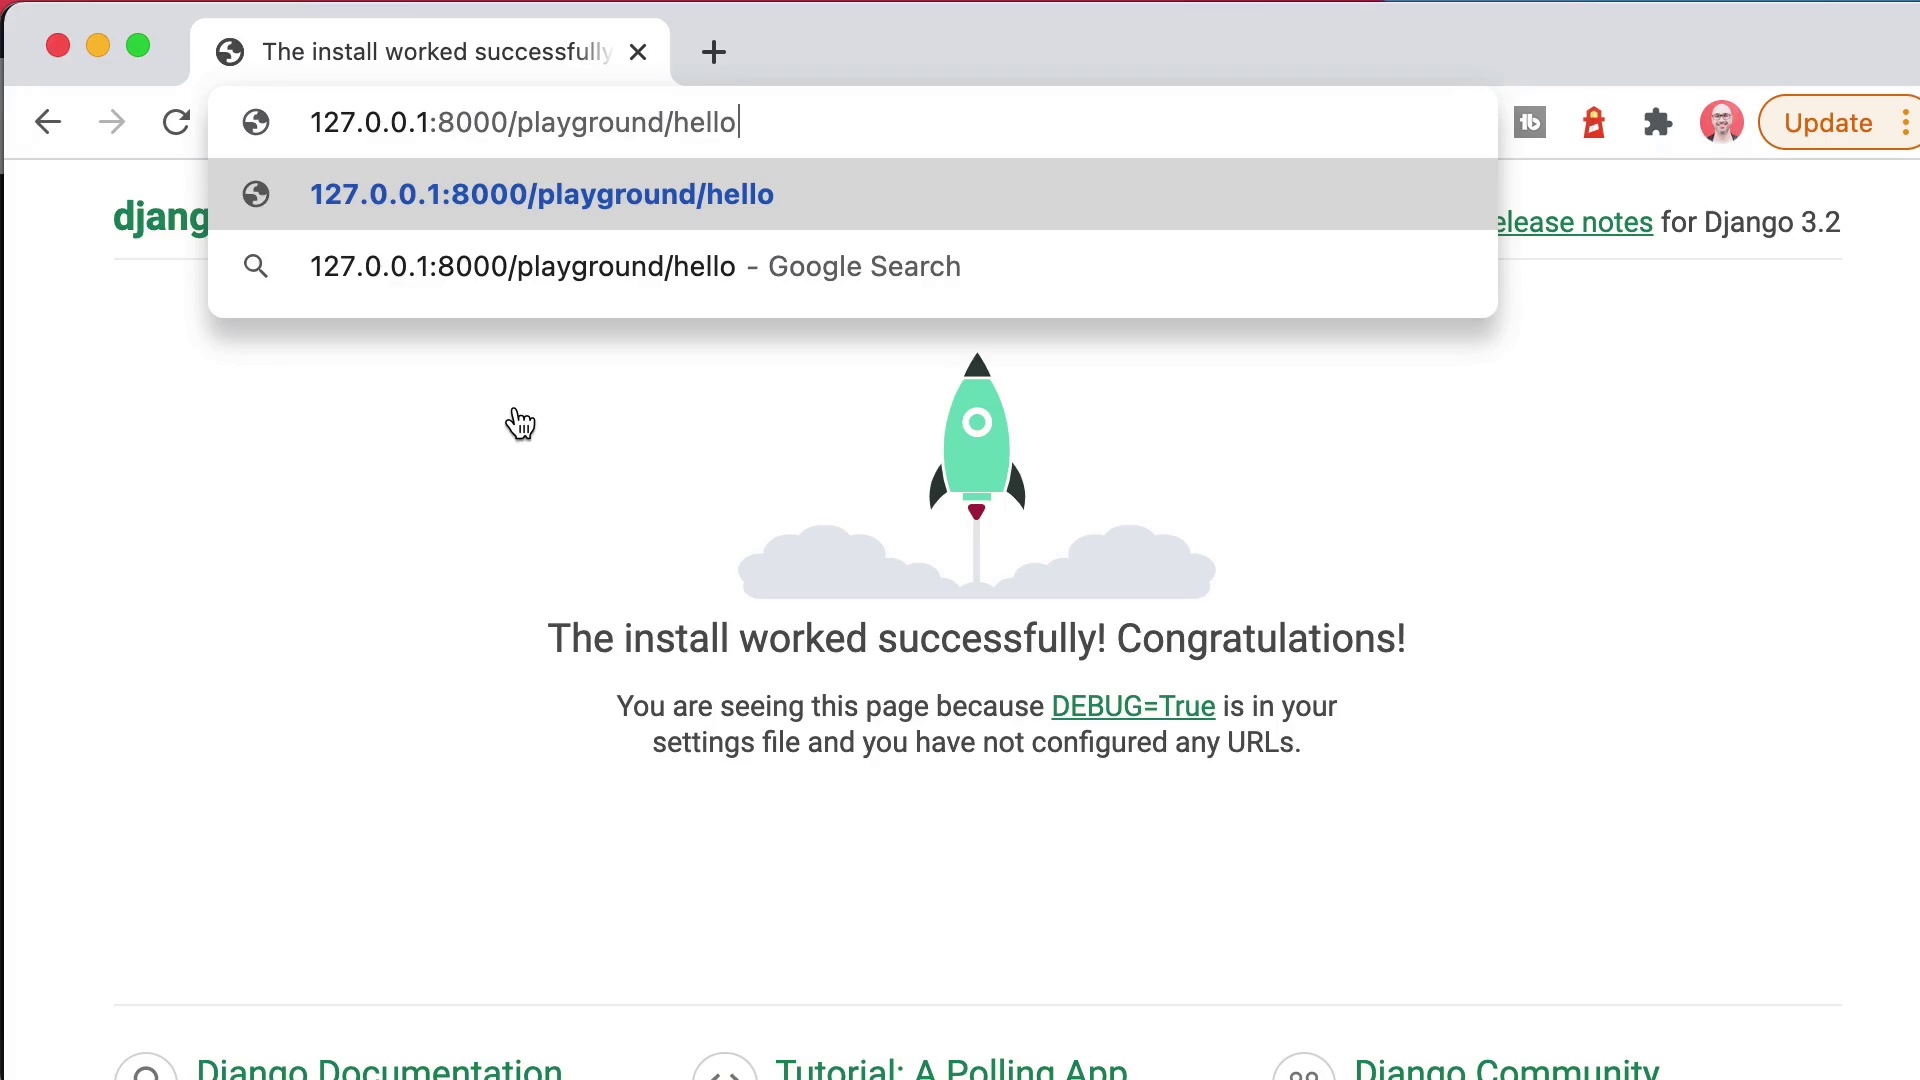 The install worked successfully
127.0.0.1:8000/playground/hello
Update
127.0.0.1:8000/playground/hello
127.0.0.1:8000/playground/hello - Google Search
djang
elease notes for Django 3.2
The install worked successfully! Congratulations!
You are seeing this page because DEBUG=True is in your
settings file and you have not configured any URLs.
Django Documentation
Tutorial: A Polling App
Django Community